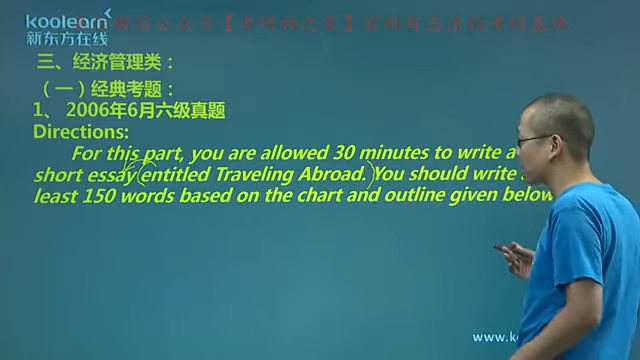 koolearn
新东方在线
三、经济管理类：
（一）经典考题：
1、 2006年6月六级真题
Directions:
For this part, you are allowed 30 minutes to write a
short essay entitled Traveling Abroad. You should write
least 150 words based on the chart and outline given below
www.k